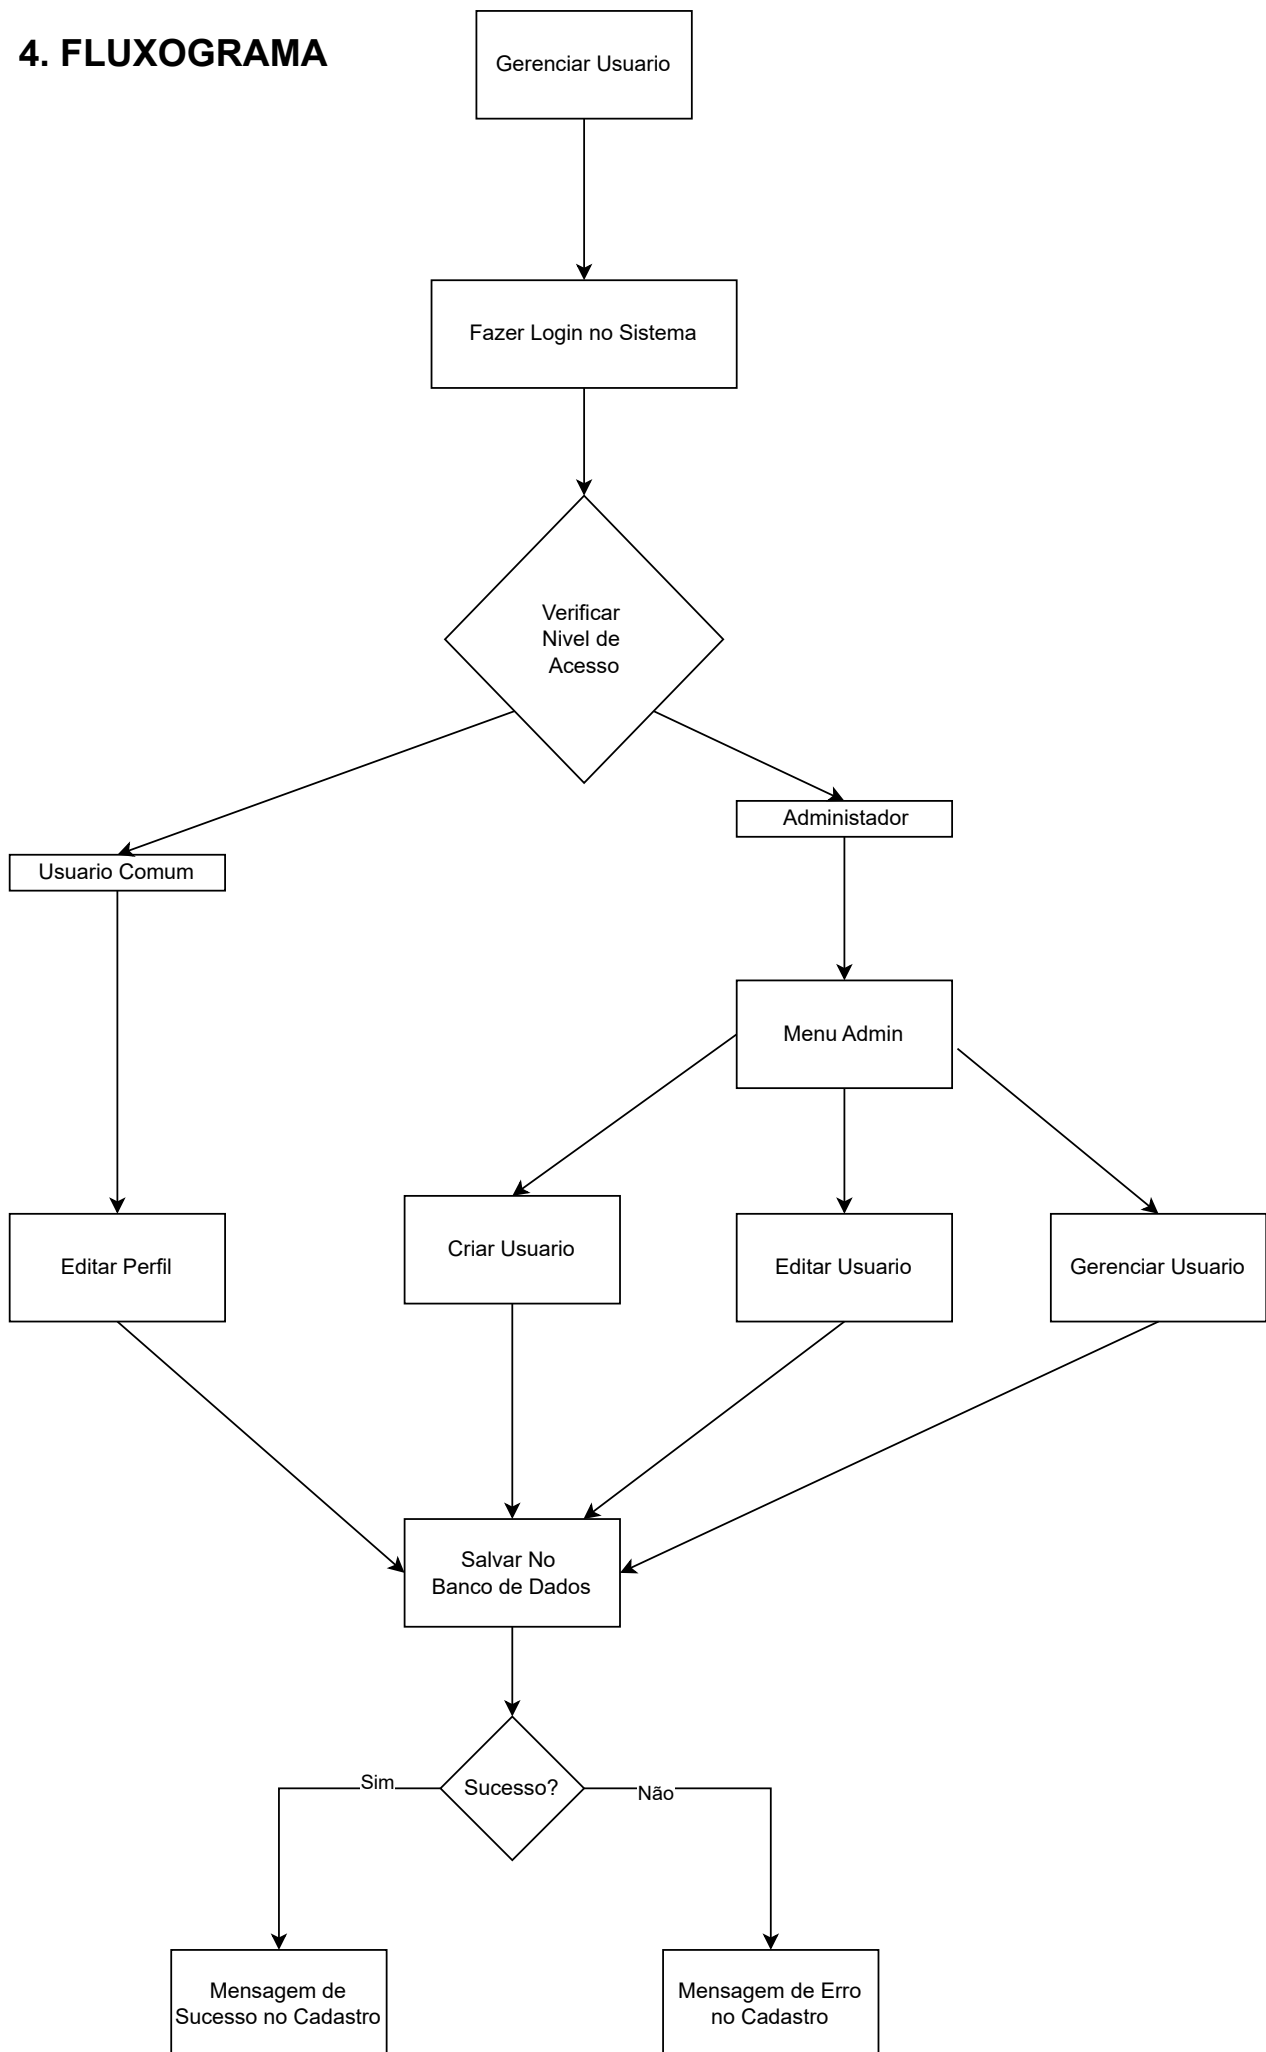 4. FLUXOGRAMA
Gerenciar Usuario
Fazer Login no Sistema
Verificar
Nivel de
Acesso
Administador
Usuario Comum
Menu Admin
Criar Usuario
Editar Perfil
Editar Usuario
Gerenciar Usuario
Salvar No
Banco de Dados
Sim
Sucesso?
Não
Mensagem de
Sucesso no Cadastro
Mensagem de Erro
no Cadastro